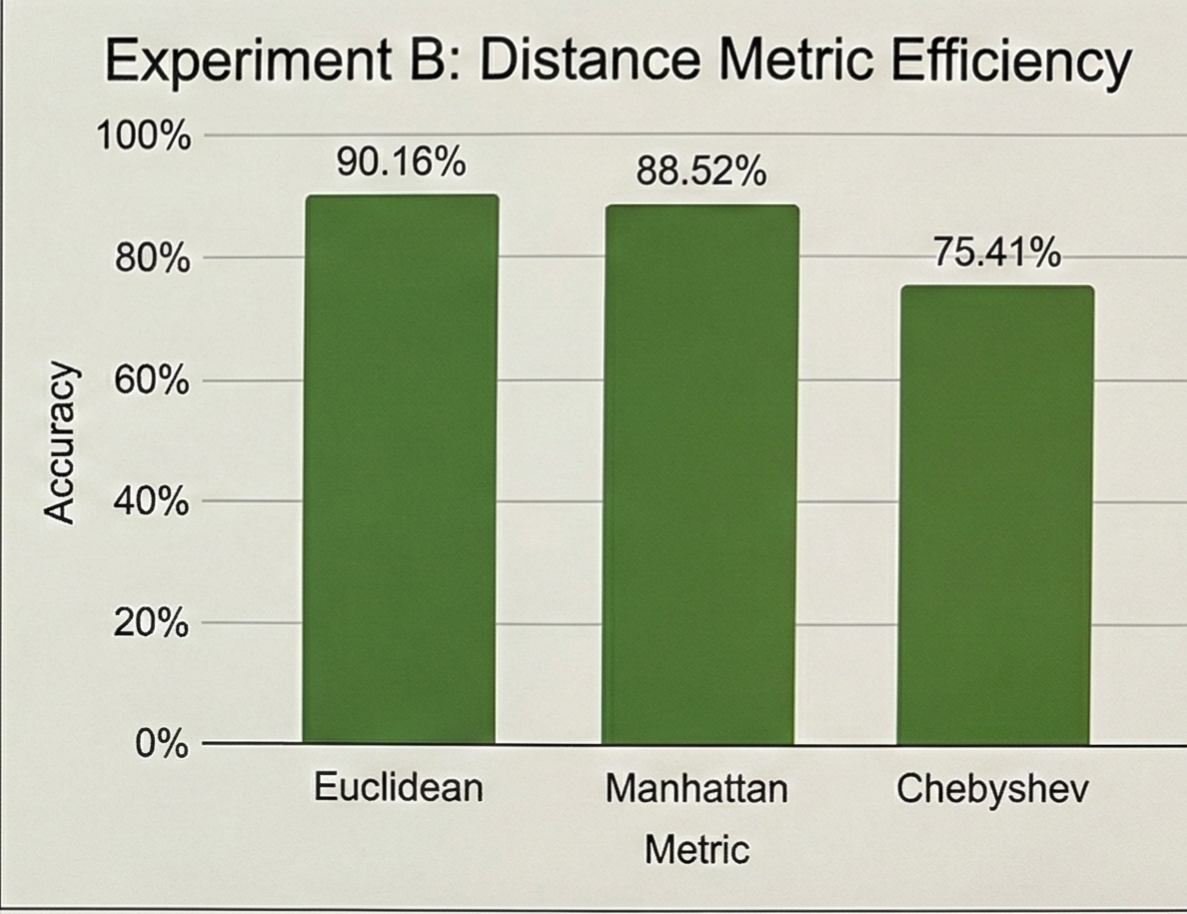 Experiment B: Distance Metric Efficiency
100%
90.16%
88.52%
80%
75.41%
60%
Accuracy
40%
20%
0%
Euclidean Manhattan Chebyshev
Metric